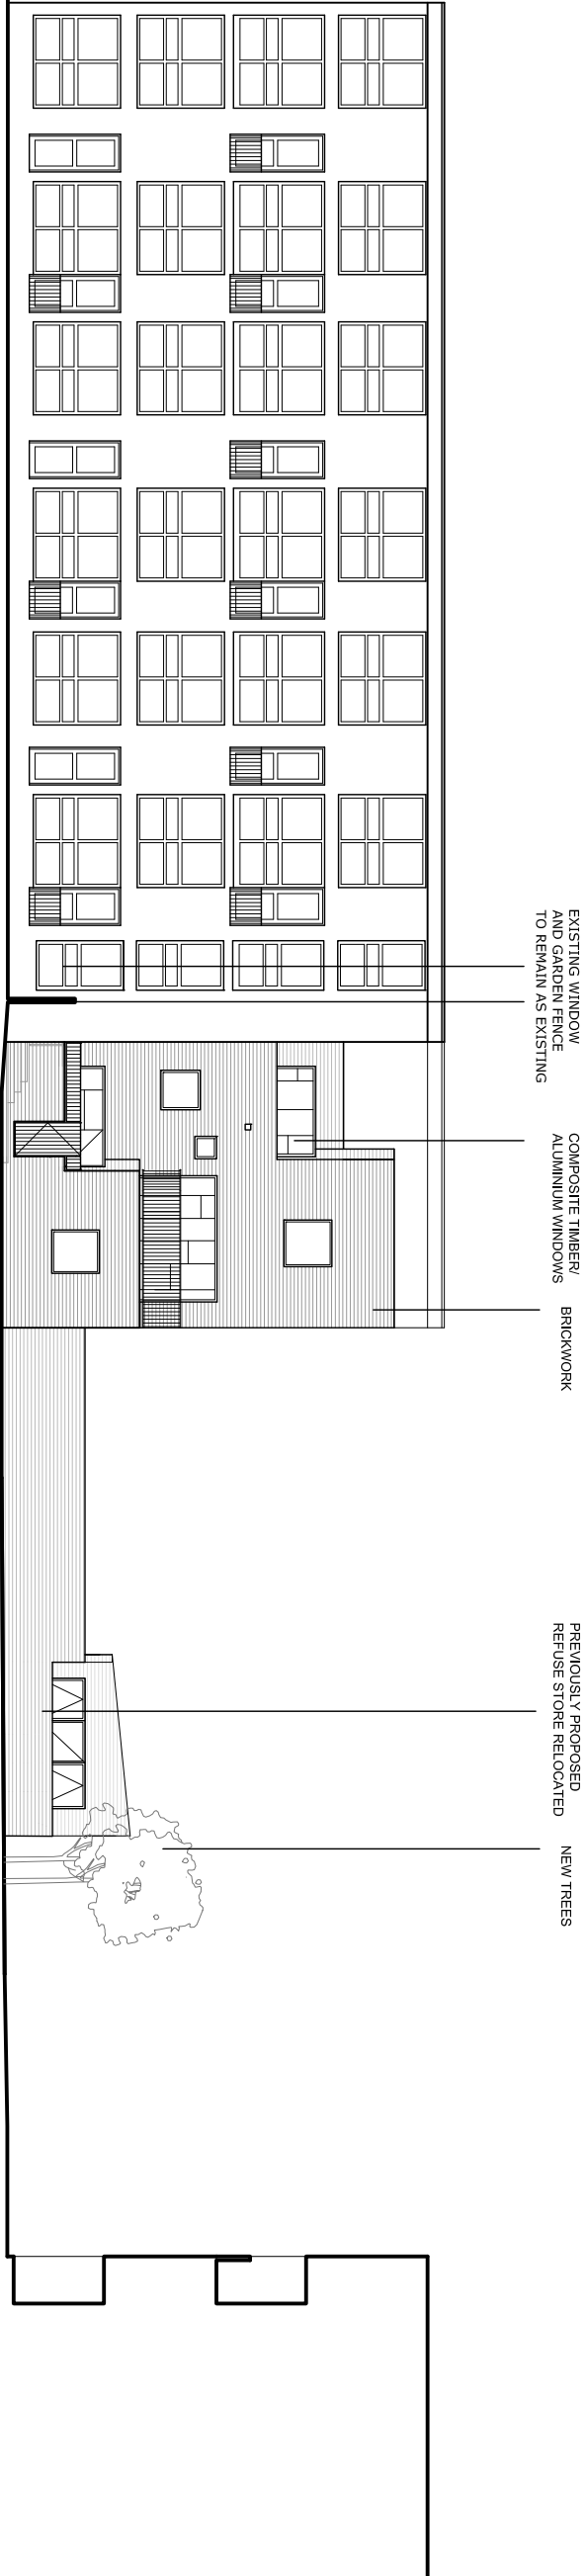 EXISTING WINDOW
AND GARDEN FENCE
TO REMAIN AS EXISTING
COMPOSITE TIMBER/
ALUMINIUM WINDOWS
BRICKWORK
PREVIOUSLY PROPOSED
REFUSE STORE RELOCATED
NEW TREES